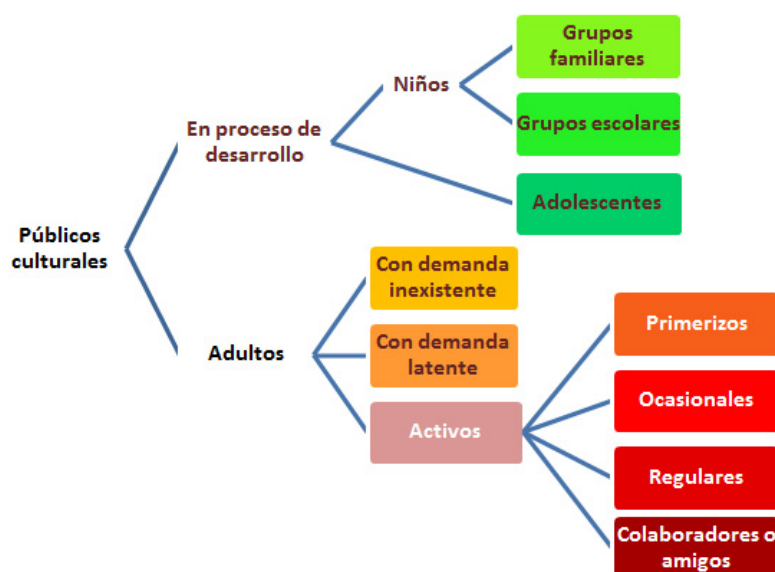 Públicos
culturales
En proceso de
desarrollo
Niños
Grupos
familiares
Grupos escolares
Adolescentes
Adultos
Con demanda
inexistente
Con demanda
latente
Activos
Primerizos
Ocasionales
Regulares
Colaboradores o
amigos